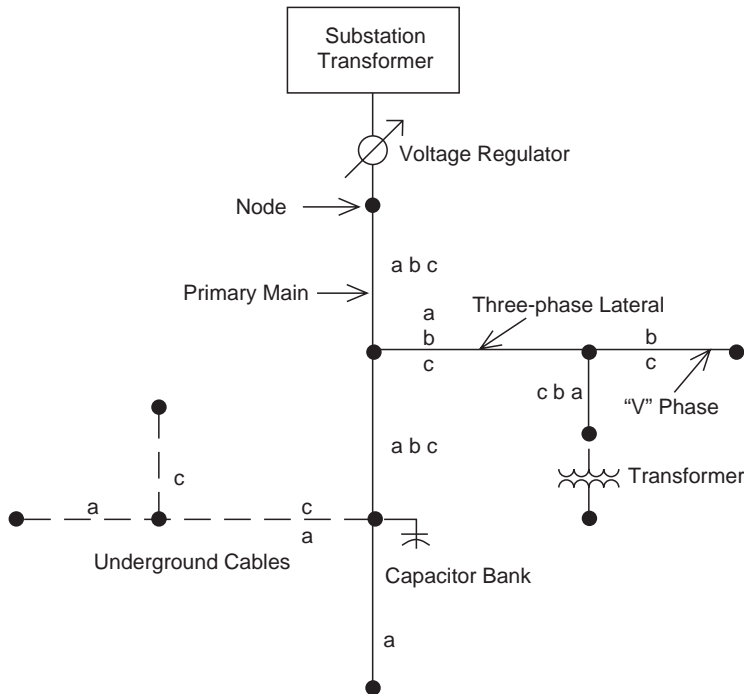 Substation
Transformer
Voltage Regulator
Node
a b c
Primary Main
Three-phase Lateral
a
b
c
b
c
c b a
“V” Phase
a b c
Transformer
c
a
c
a
Underground Cables
Capacitor Bank
a